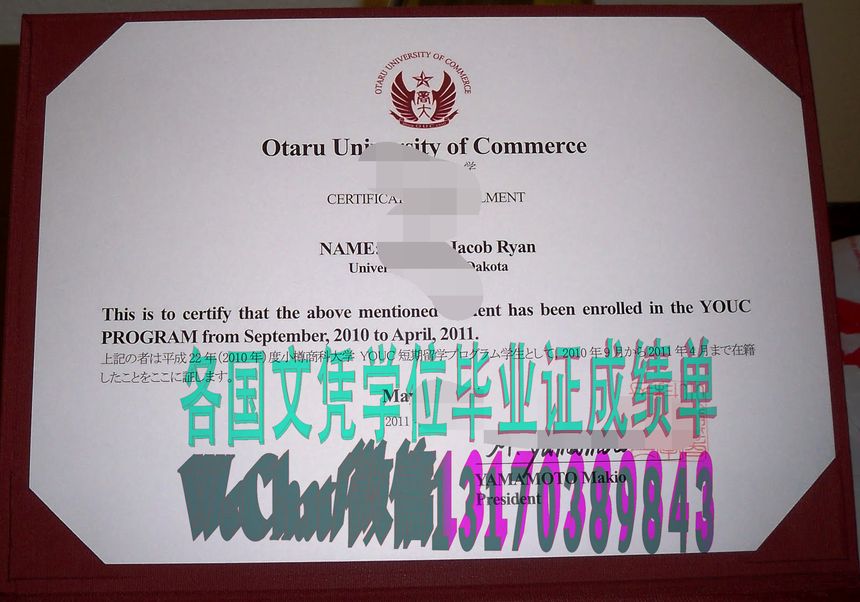 OTARU UNIVERSITY OF COMMERCE
商大
Otaru University of Commerce
学
CERTIFICA LMENT
NAME: Jacob Ryan
Univer Dakota
This is to certify that the above mentioned ent has been enrolled in the YOUC
PROGRAM from September, 2010 to April, 2011.
上記の者は平成22年(2010年)度小樽商科大学 YOUC 短期留学プログラム学生として、2010年9月から2011年4月まで在籍
したことをここに証します。
各国文凭学位毕业证成绩单
Mar
2011
WeChat/微信13170389843
YAMAMOTO Makio
President